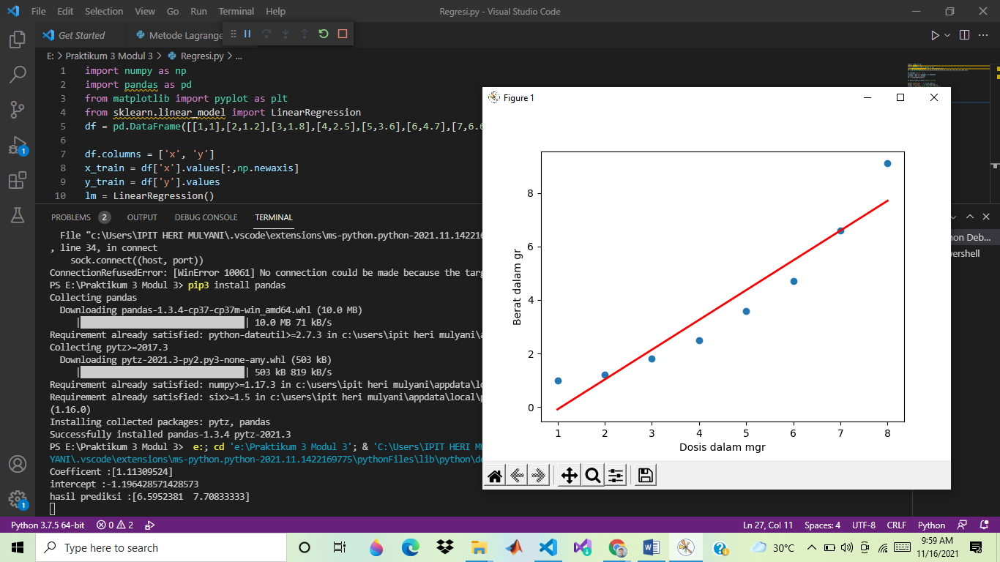 File Edit Selection View Go Run Terminal Help
Regresi.py - Visual Studio Code
Get Started
Metode Lagrange
E: > Praktikum 3 Modul 3 > Regresi.py > ...
1 import numpy as np
2 import pandas as pd
3 from matplotlib import pyplot as plt
4 from sklearn.linear_model import LinearRegression
5 df = pd.DataFrame([[1,1],[2,1.2],[3,1.8],[4,2.5],[5,3.6],[6,4.7],[7,6.6
6
7 df.columns = ['x', 'y']
8 x_train = df['x'].values[:,np.newaxis]
9 y_train = df['y'].values
10 lm = LinearRegression()
PROBLEMS 2 OUTPUT DEBUG CONSOLE TERMINAL
File "c:\Users\IPIT HERI MULYANI\.vscode\extensions\ms-python.python-2021.11.142216
, line 34, in connect
sock.connect((host, port))
ConnectionRefusedError: [WinError 10061] No connection could be made because the targ
PS E:\Praktikum 3 Modul 3> pip3 install pandas
Collecting pandas
Downloading pandas-1.3.4-cp37-cp37m-win_amd64.whl (10.0 MB)
| | 10.0 MB 71 kB/s
Requirement already satisfied: python-dateutil>=2.7.3 in c:\users\ipit heri mulyani\a
Collecting pytz>=2017.3
Downloading pytz-2021.3-py2.py3-none-any.whl (503 kB)
| | 503 kB 819 kB/s
Requirement already satisfied: numpy>=1.17.3 in c:\users\ipit heri mulyani\appdata\lo
Requirement already satisfied: six>=1.5 in c:\users\ipit heri mulyani\appdata\local\p
(1.16.0)
Installing collected packages: pytz, pandas
Successfully installed pandas-1.3.4 pytz-2021.3
PS E:\Praktikum 3 Modul 3> e:; cd 'e:\Praktikum 3 Modul 3'; & 'C:\Users\IPIT HERI MU
YANI\.vscode\extensions\ms-python.python-2021.11.1422169775\pythonFiles\lib\python\de
Coefficent :[1.11309524]
intercept :-1.196428571428573
hasil prediksi :[6.5952381 7.70833333]
hon Deb...
vershell
Figure 1
8
6
4
2
0
Berat dalam gr
1 2 3 4 5 6 7 8
Dosis dalam mgr
1
1
Python 3.7.5 64-bit 0 2
Ln 27, Col 11 Spaces: 4 UTF-8 CRLF Python
Type here to search
30°C
9:59 AM
11/16/2021